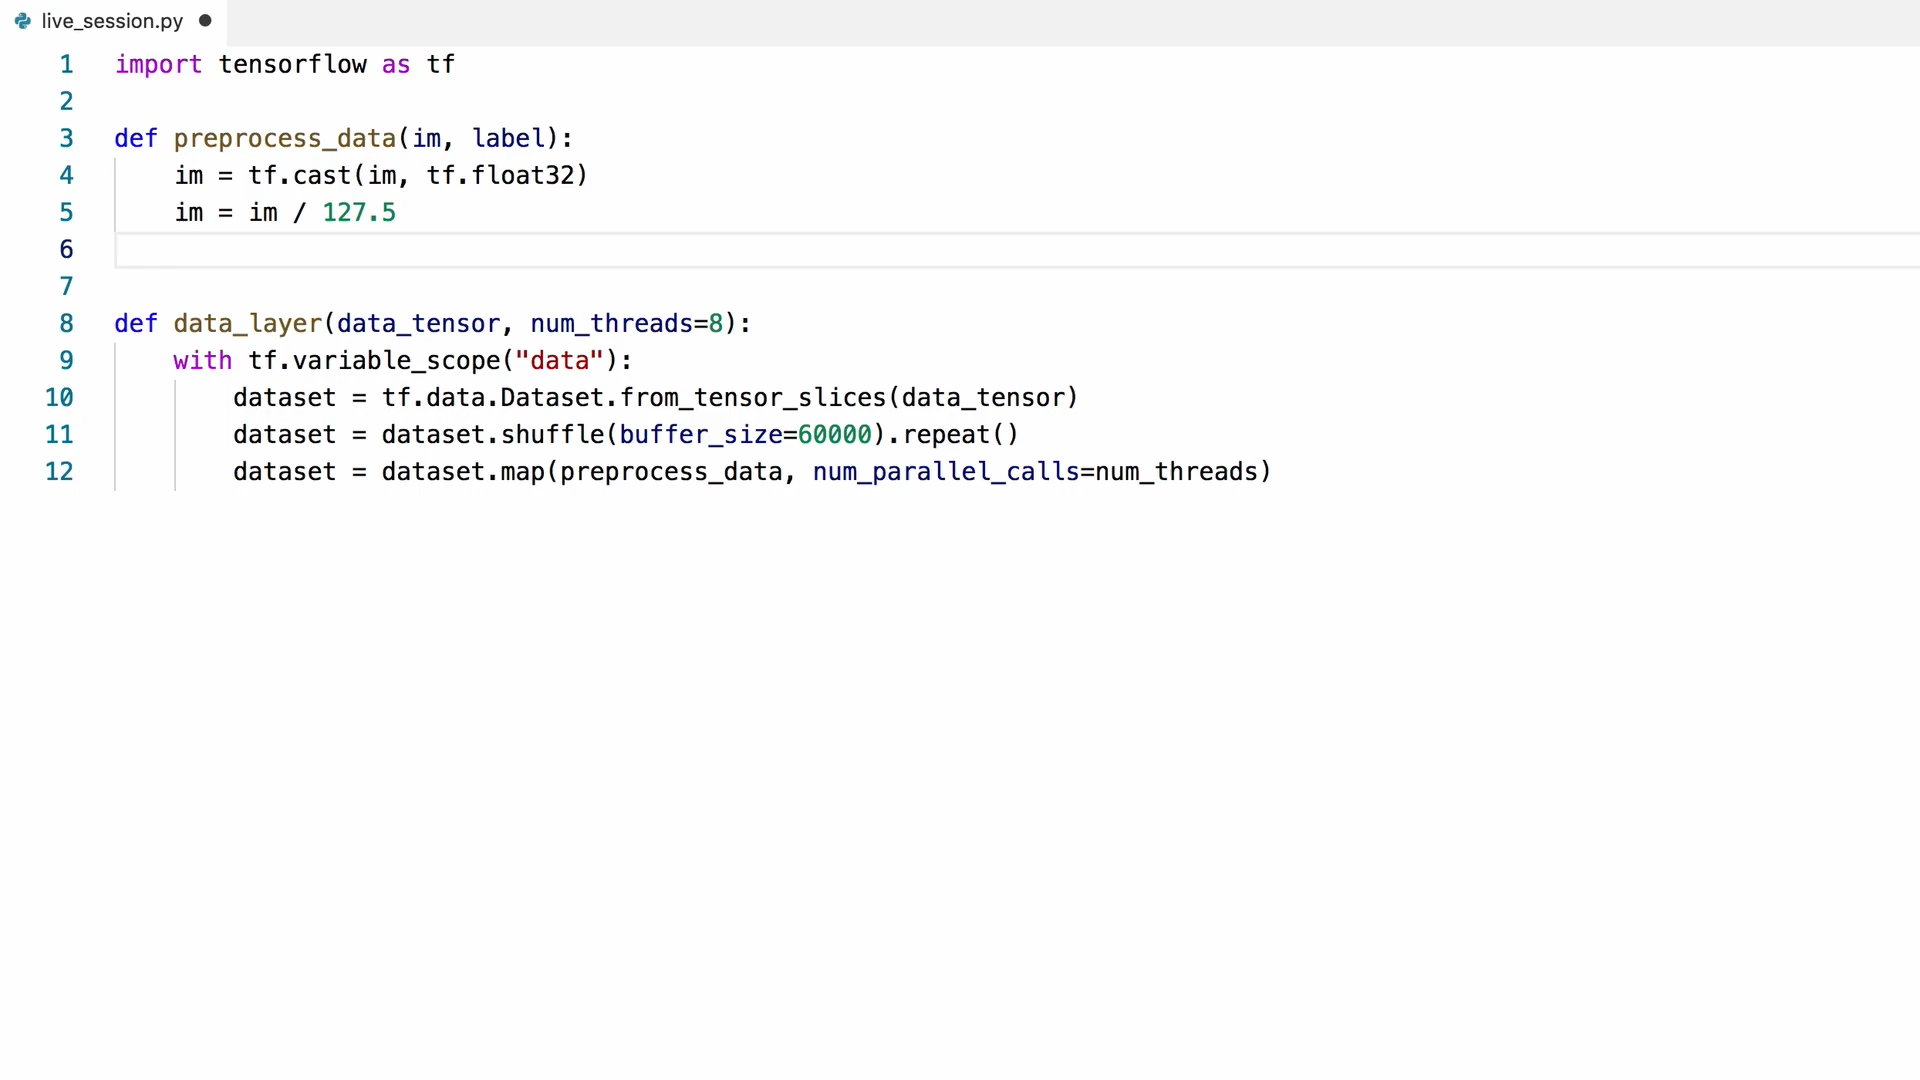 live_session.py
1 import tensorflow as tf
2
3 def preprocess_data(im, label):
4     im = tf.cast(im, tf.float32)
5     im = im / 127.5
6
7
8 def data_layer(data_tensor, num_threads=8):
9     with tf.variable_scope("data"):
10         dataset = tf.data.Dataset.from_tensor_slices(data_tensor)
11         dataset = dataset.shuffle(buffer_size=60000).repeat()
12         dataset = dataset.map(preprocess_data, num_parallel_calls=num_threads)